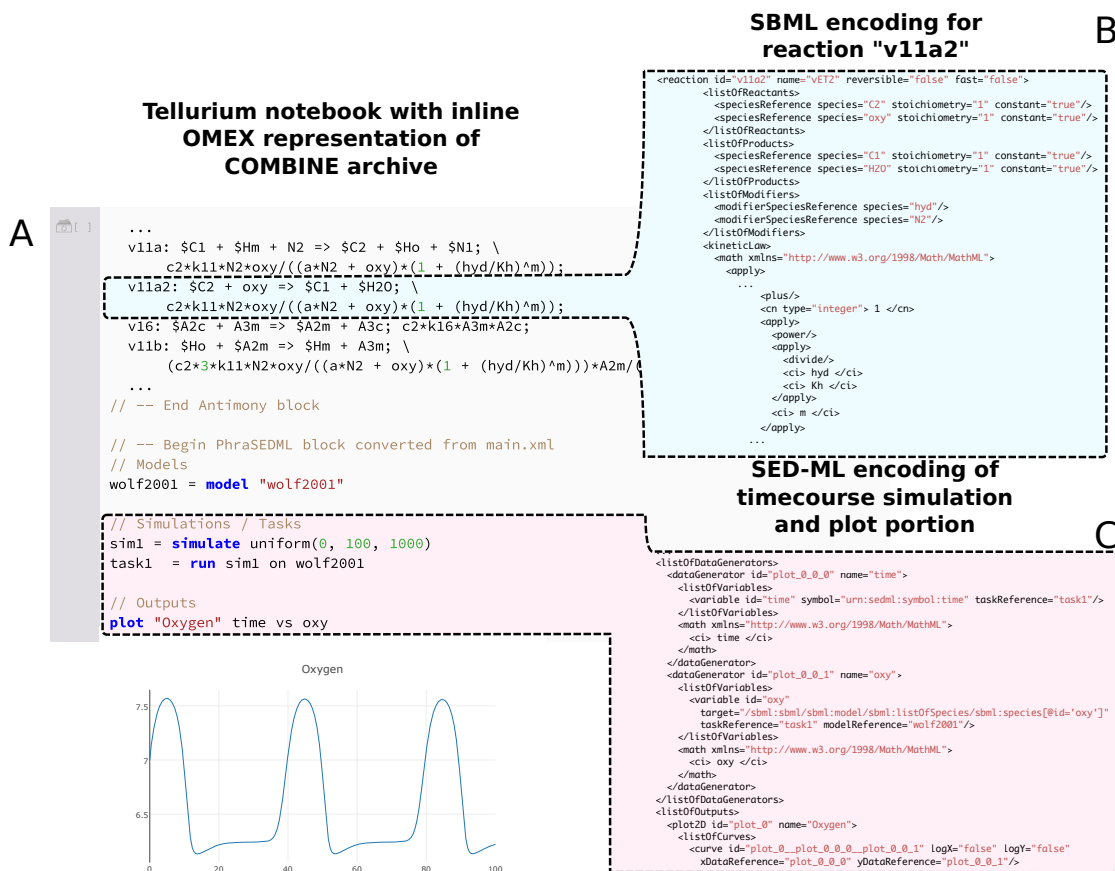 A
Tellurium notebook with inline
OMEX representation of
COMBINE archive
[ ]
...
v11a: $C1 + $Hm + N2 => $C2 + $Ho + $N1; \
c2*k11*N2*oxy/((a*N2 + oxy)*(1 + (hyd/Kh)^m));
v11a2: $C2 + oxy => $C1 + $H2O; \
c2*k11*N2*oxy/((a*N2 + oxy)*(1 + (hyd/Kh)^m));
v16: $A2c + A3m => $A2m + A3c; c2*k16*A3m*A2c;
v11b: $Ho + $A2m => $Hm + A3m; \
(c2*3*k11*N2*oxy/((a*N2 + oxy)*(1 + (hyd/Kh)^m)))*A2m/(
...
// -- End Antimony block
// -- Begin PhraSEDML block converted from main.xml
// Models
wolf2001 = model "wolf2001"
// Simulations / Tasks
sim1 = simulate uniform(0, 100, 1000)
task1  = run sim1 on wolf2001
// Outputs
plot "Oxygen" time vs oxy
Oxygen
7.5
7
6.5
0 20 40 60 80 100
B
SBML encoding for
reaction "v11a2"
<reaction id="v11a2" name="vET2" reversible="false" fast="false">
<listOfReactants>
<speciesReference species="C2" stoichiometry="1" constant="true"/>
<speciesReference species="oxy" stoichiometry="1" constant="true"/>
</listOfReactants>
<listOfProducts>
<speciesReference species="C1" stoichiometry="1" constant="true"/>
<speciesReference species="H2O" stoichiometry="1" constant="true"/>
</listOfProducts>
<listOfModifiers>
<modifierSpeciesReference species="hyd"/>
<modifierSpeciesReference species="N2"/>
</listOfModifiers>
<kineticLaw>
<math xmlns="http://www.w3.org/1998/Math/MathML">
<apply>
...
<plus/>
<cn type="integer"> 1 </cn>
<apply>
<power/>
<apply>
<divide/>
<ci> hyd </ci>
<ci> Kh </ci>
</apply>
<ci> m </ci>
</apply>
...
C
SED-ML encoding of
timecourse simulation
and plot portion
<listOfDataGenerators>
<dataGenerator id="plot_0_0_0" name="time">
<listOfVariables>
<variable id="time" symbol="urn:sedml:symbol:time" taskReference="task1"/>
</listOfVariables>
<math xmlns="http://www.w3.org/1998/Math/MathML">
<ci> time </ci>
</math>
</dataGenerator>
<dataGenerator id="plot_0_0_1" name="oxy">
<listOfVariables>
<variable id="oxy"
target="/sbml:sbml/sbml:model/sbml:listOfSpecies/sbml:species[@id='oxy']"
taskReference="task1" modelReference="wolf2001"/>
</listOfVariables>
<math xmlns="http://www.w3.org/1998/Math/MathML">
<ci> oxy </ci>
</math>
</dataGenerator>
</listOfDataGenerators>
<listOfOutputs>
<plot2D id="plot_0" name="Oxygen">
<listOfCurves>
<curve id="plot_0__plot_0_0_0__plot_0_0_1" logX="false" logY="false"
xDataReference="plot_0_0_0" yDataReference="plot_0_0_1"/>